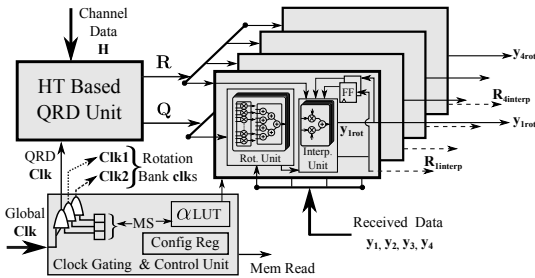 Channel
Data
H
HT Based
QRD Unit
R
Q
FF
y1rot
Rot. Unit
Interp.
Unit
y4rot
R4interp
y1rot
R1interp
QRD
Clk
Clk1
Clk2
Rotation
Bank clks
Global
Clk
MS
αLUT
Config Reg
Clock Gating & Control Unit
Mem Read
Received Data
y1, y2, y3, y4